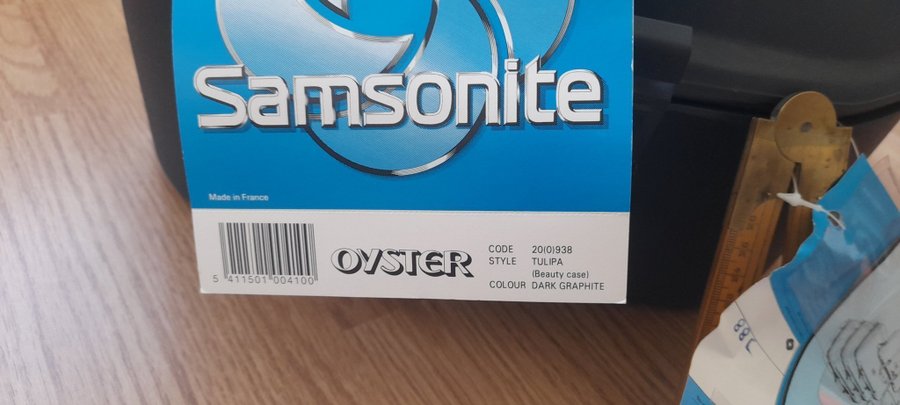 Samsonite
Made in France
5 411501 004100
OYSTER
CODE 20(0)938
STYLE TULIPA
(Beauty case)
COLOUR DARK GRAPHITE